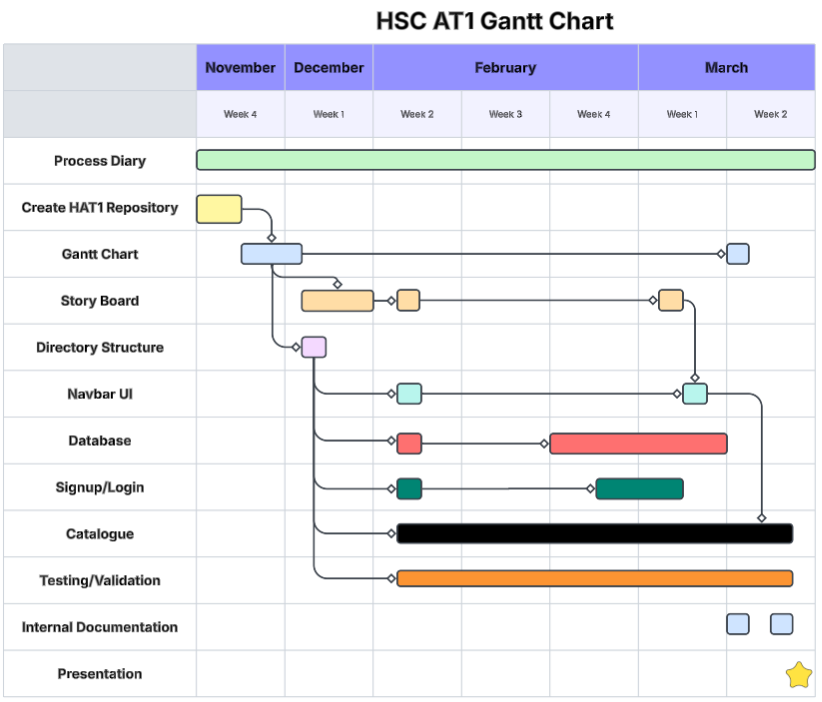 HSC AT1 Gantt Chart
November December February March
Week 4 Week 1 Week 2 Week 3 Week 4 Week 1 Week 2
Process Diary
Create HAT1 Repository
Gantt Chart
Story Board
Directory Structure
Navbar UI
Database
Signup/Login
Catalogue
Testing/Validation
Internal Documentation
Presentation